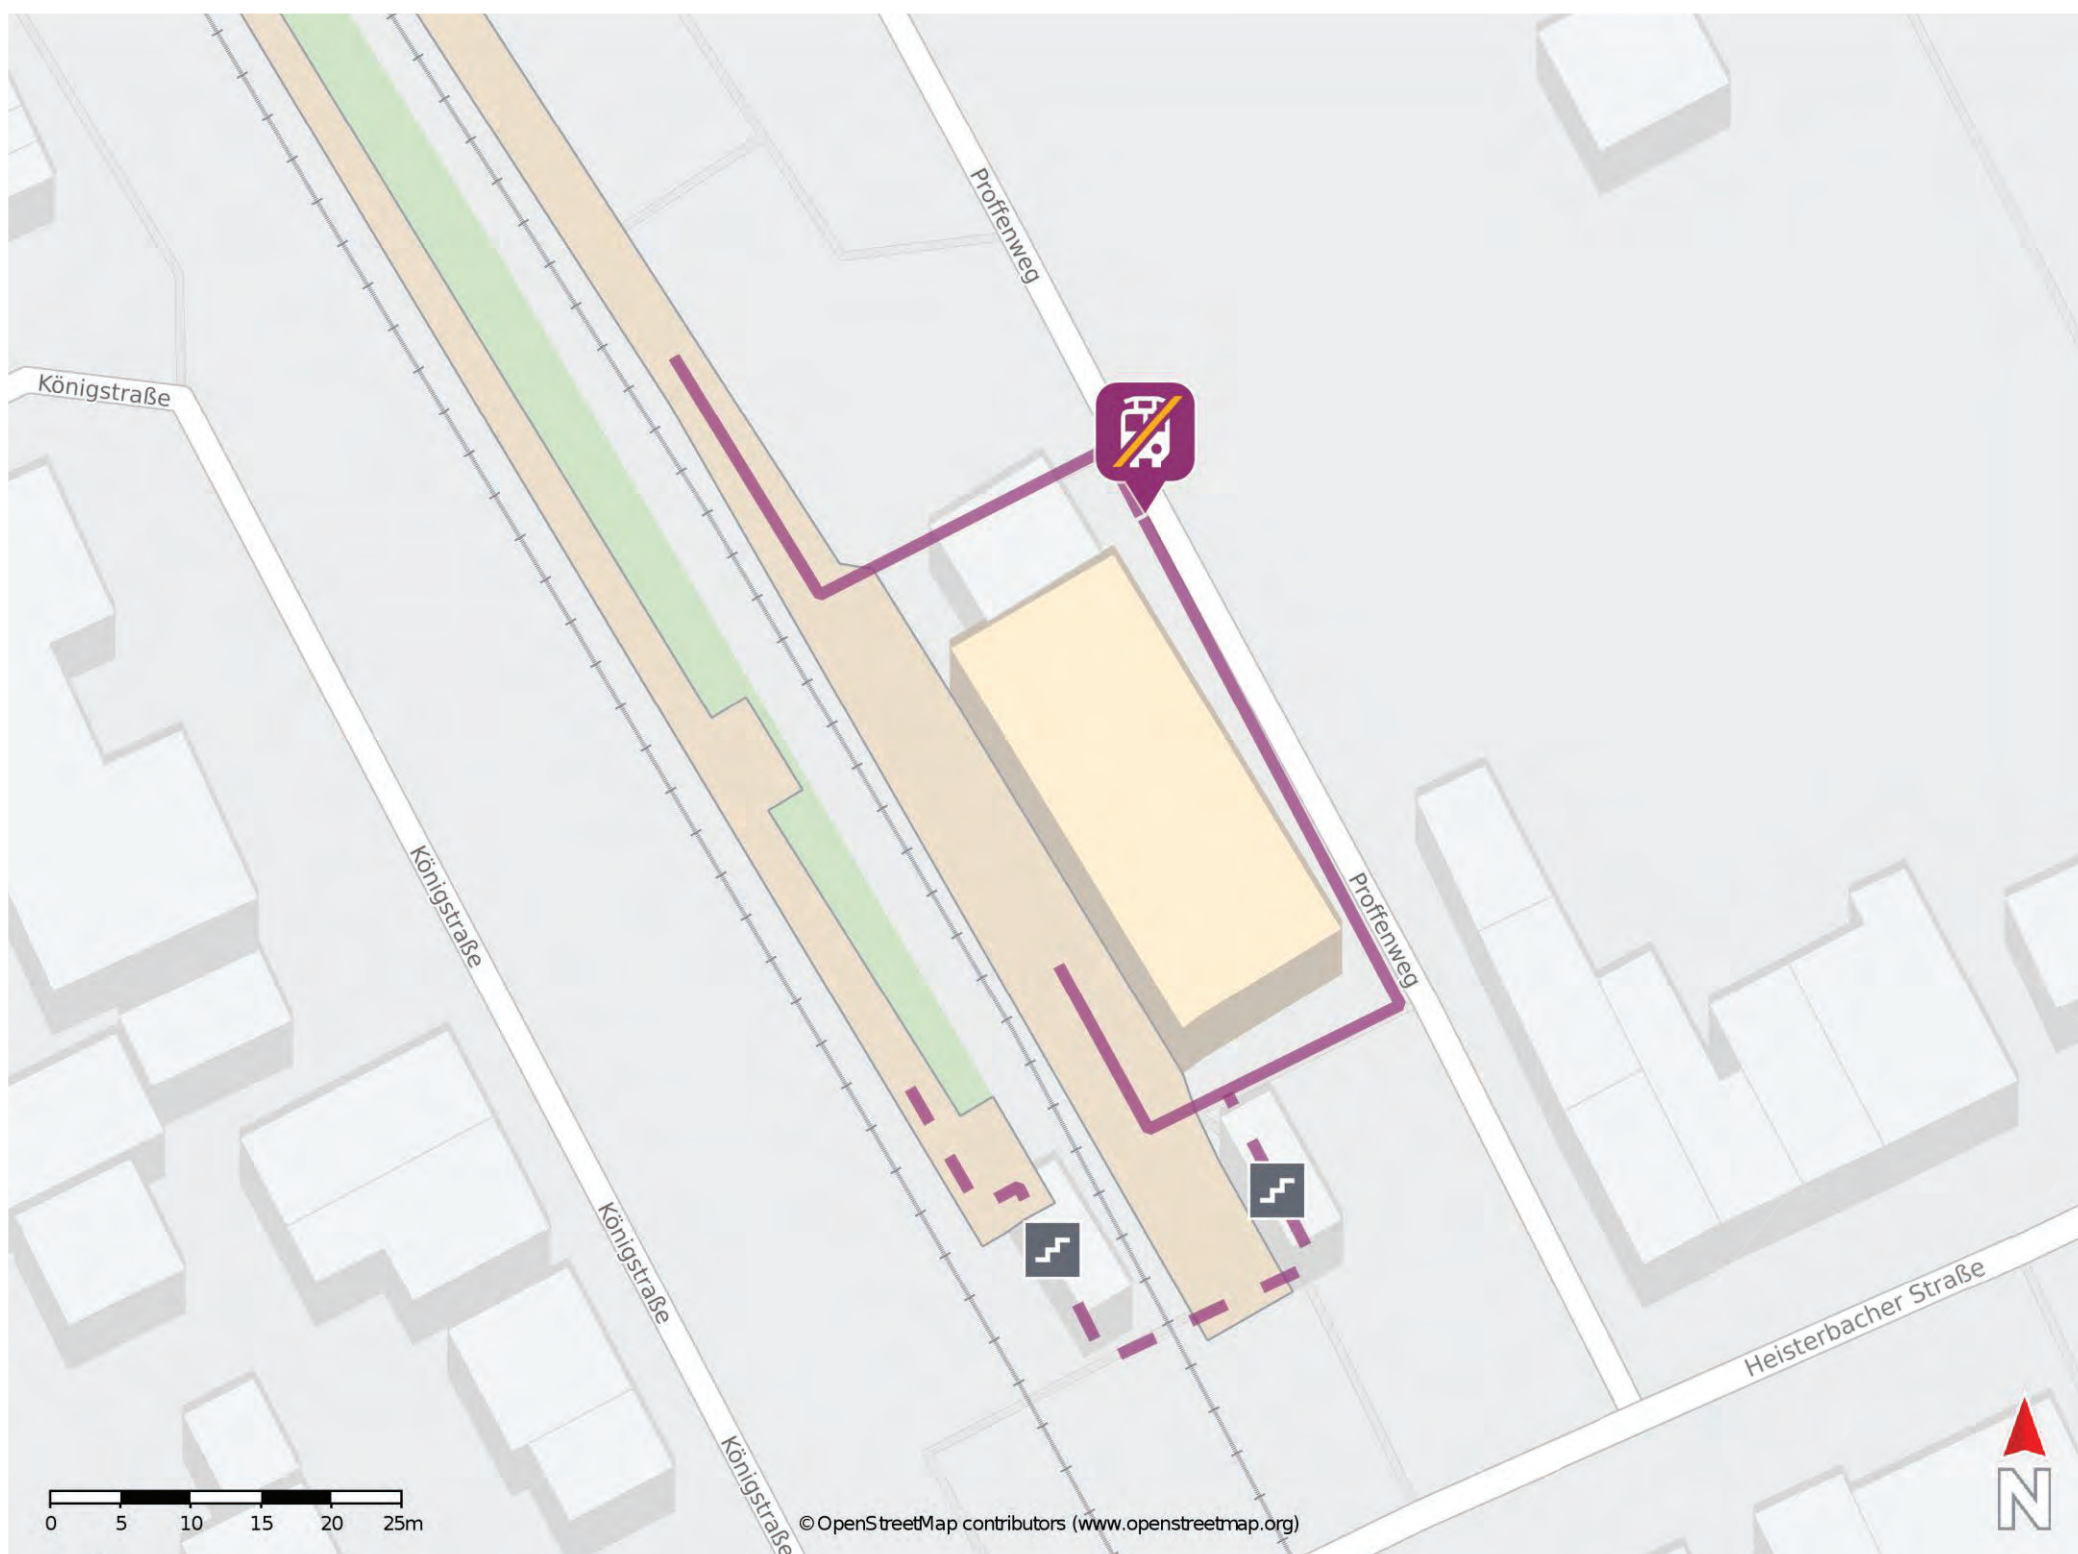 Proffenweg
Königstraße
Königstraße
Proffenweg
Königstraße
Heisterbacher Straße
Königstraße
0 5 10 15 20 25m
©OpenStreetMap contributors (www.openstreetmap.org)
N